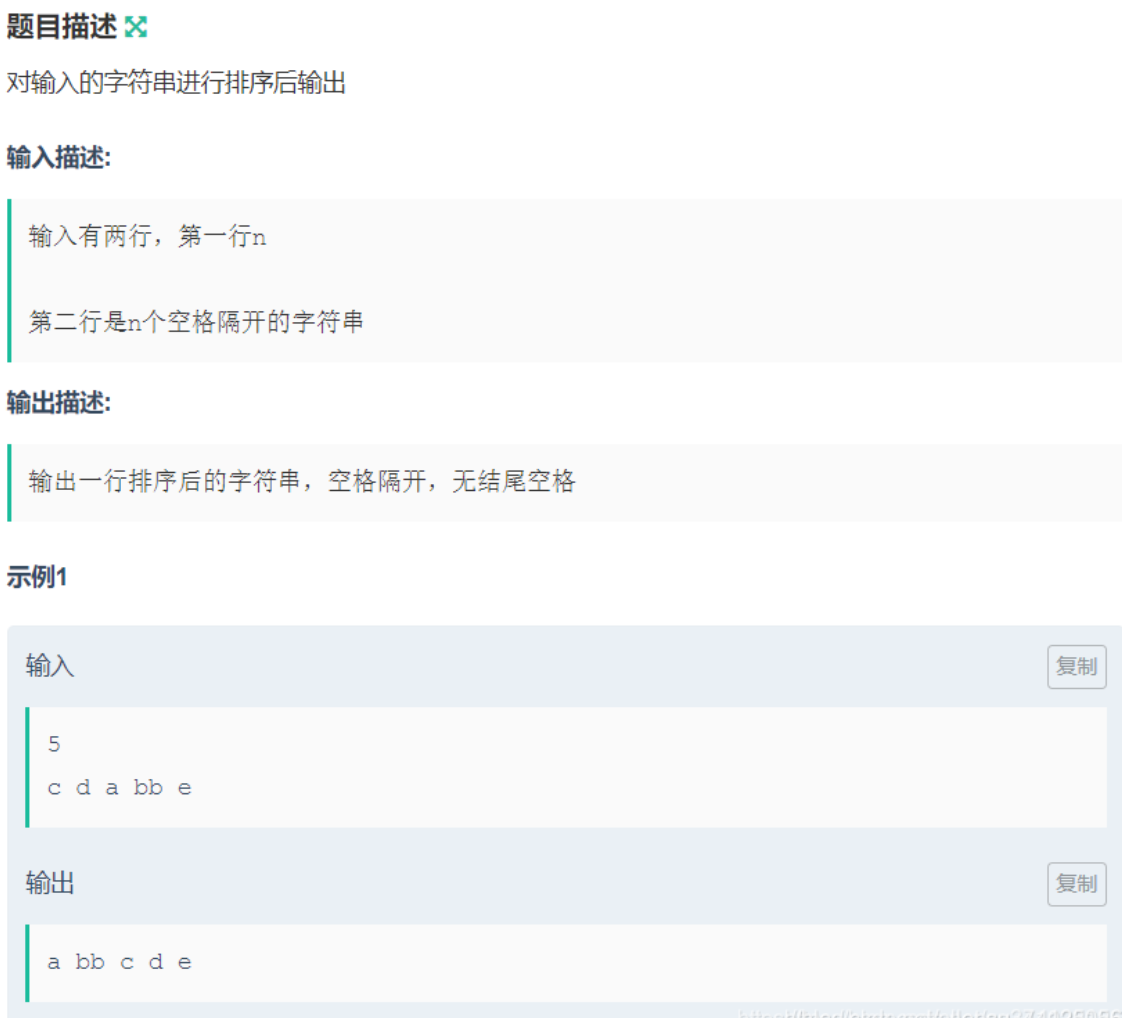 题目描述
对输入的字符串进行排序后输出
输入描述:
输入有两行，第一行n
第二行是n个空格隔开的字符串
输出描述:
输出一行排序后的字符串，空格隔开，无结尾空格
示例1
输入
复制
5
c d a bb e
输出
复制
a bb c d e